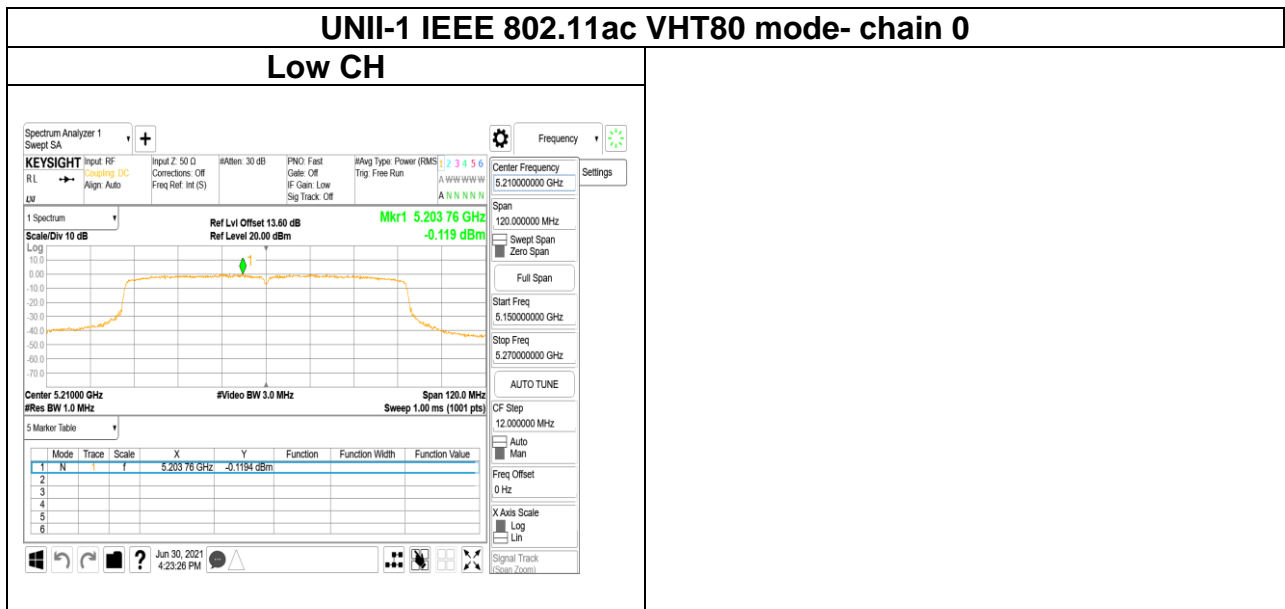 UNII-1 IEEE 802.11ac VHT80 mode- chain 0
Low CH
Spectrum Analyzer 1
Swept SA
Frequency
Settings
KEYSIGHT
RL
LXI
Input: RF
Coupling: DC
Align: Auto
Input Z: 50 Ω
Corrections: Off
Freq Ref: Int (S)
#Atten: 30 dB
PNO: Fast
Gate: Off
IF Gain: Low
Sig Track: Off
#Avg Type: Power (RMS
Trig: Free Run
1 2 3 4 5 6
A W W W W W
A N N N N N
1 Spectrum
Scale/Div 10 dB
Ref Lvl Offset 13.60 dB
Ref Level 20.00 dBm
Mkr1 5.203 76 GHz
-0.119 dBm
Log
1
10.0
0.00
-10.0
-20.0
-30.0
-40.0
-50.0
-60.0
-70.0
Center 5.21000 GHz
#Video BW 3.0 MHz
Span 120.0 MHz
#Res BW 1.0 MHz
Sweep 1.00 ms (1001 pts)
5 Marker Table
Mode Trace Scale X Y Function Function Width Function Value
1 N 1 f 5.203 76 GHz -0.1194 dBm
2
3
4
5
6
Jun 30, 2021
4:23:26 PM
Center Frequency
5.210000000 GHz
Span
120.000000 MHz
Swept Span
Zero Span
Full Span
Start Freq
5.150000000 GHz
Stop Freq
5.270000000 GHz
AUTO TUNE
CF Step
12.000000 MHz
Auto
Man
Freq Offset
0 Hz
X Axis Scale
Log
Lin
Signal Track
(Span Zoom)